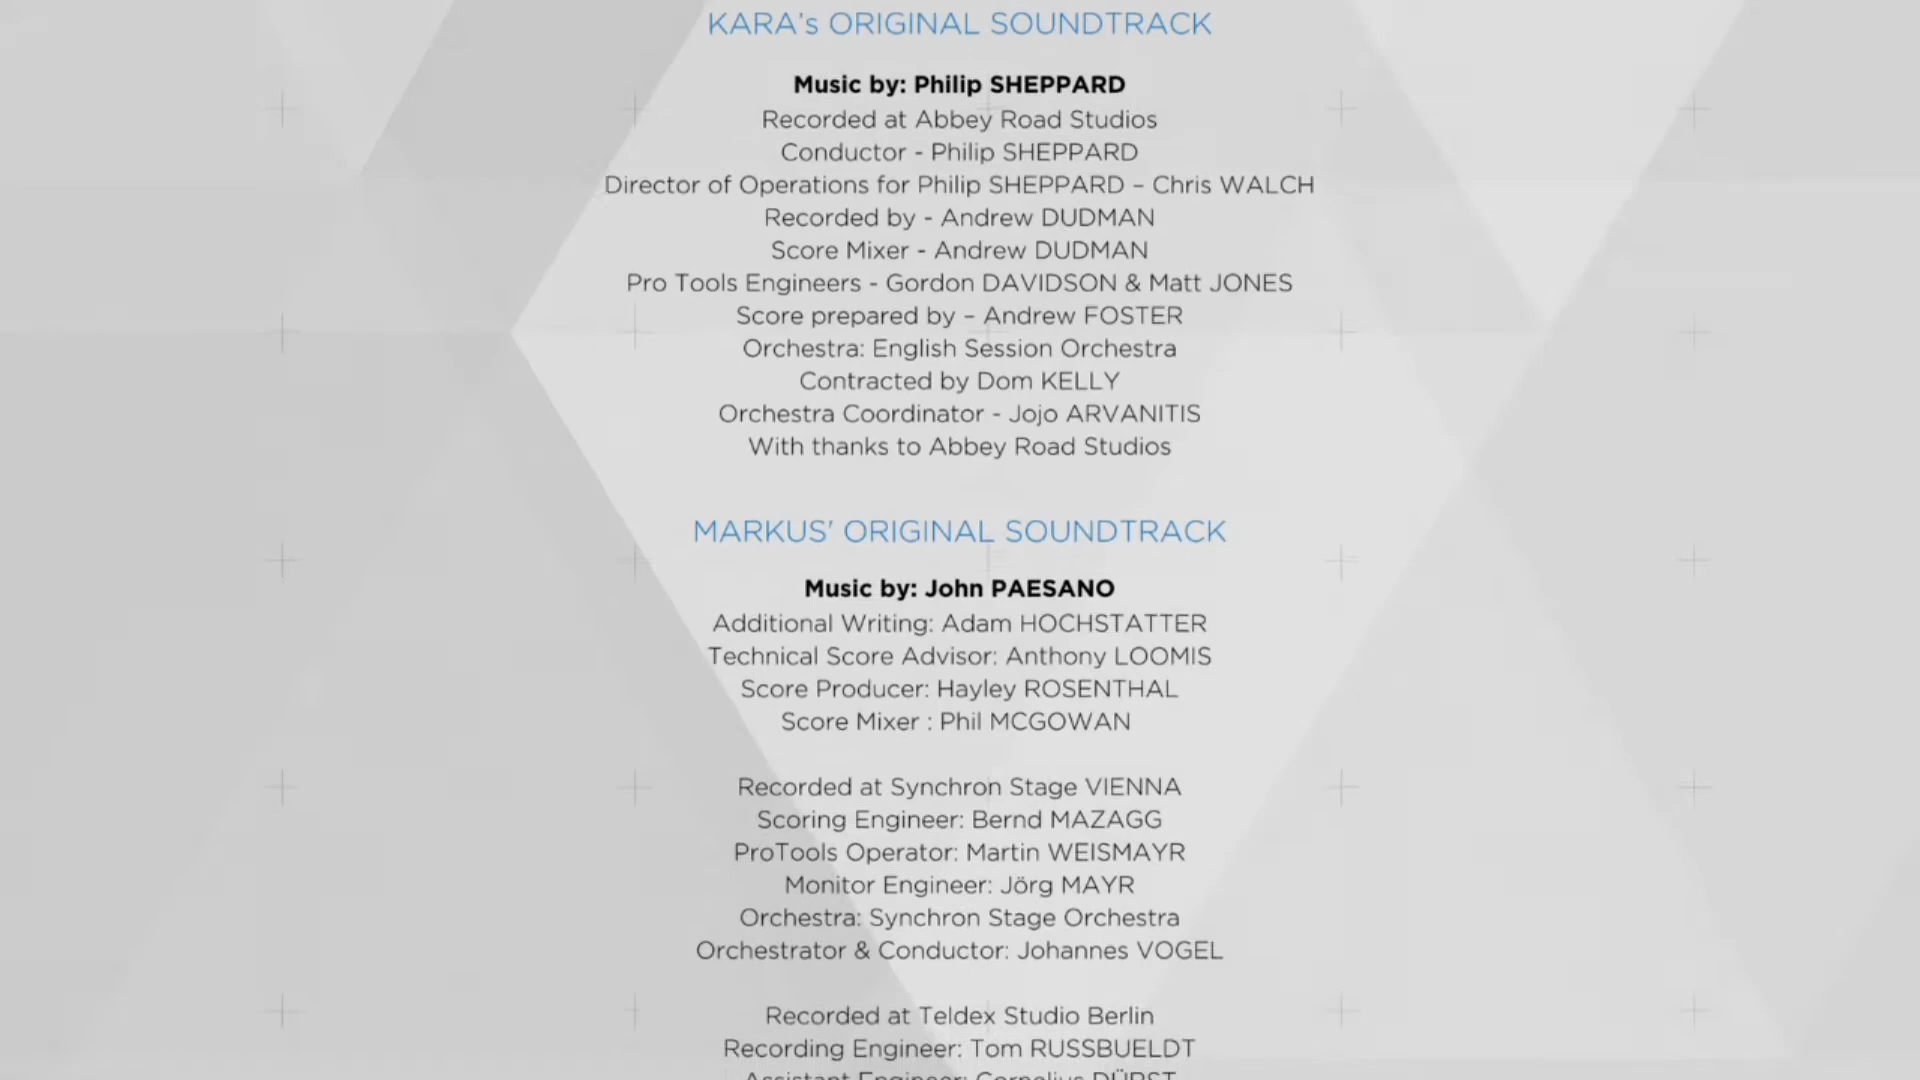 KARA's ORIGINAL SOUNDTRACK
Music by: Philip SHEPPARD
Recorded at Abbey Road Studios
Conductor - Philip SHEPPARD
Director of Operations for Philip SHEPPARD – Chris WALCH
Recorded by - Andrew DUDMAN
Score Mixer - Andrew DUDMAN
Pro Tools Engineers - Gordon DAVIDSON & Matt JONES
Score prepared by – Andrew FOSTER
Orchestra: English Session Orchestra
Contracted by Dom KELLY
Orchestra Coordinator - Jojo ARVANITIS
With thanks to Abbey Road Studios
MARKUS' ORIGINAL SOUNDTRACK
Music by: John PAESANO
Additional Writing: Adam HOCHSTATTER
Technical Score Advisor: Anthony LOOMIS
Score Producer: Hayley ROSENTHAL
Score Mixer : Phil MCGOWAN
Recorded at Synchron Stage VIENNA
Scoring Engineer: Bernd MAZAGG
ProTools Operator: Martin WEISMAYR
Monitor Engineer: Jörg MAYR
Orchestra: Synchron Stage Orchestra
Orchestrator & Conductor: Johannes VOGEL
Recorded at Teldex Studio Berlin
Recording Engineer: Tom RUSSBUELDT
Assistant Engineer: Cornelius DÜRST